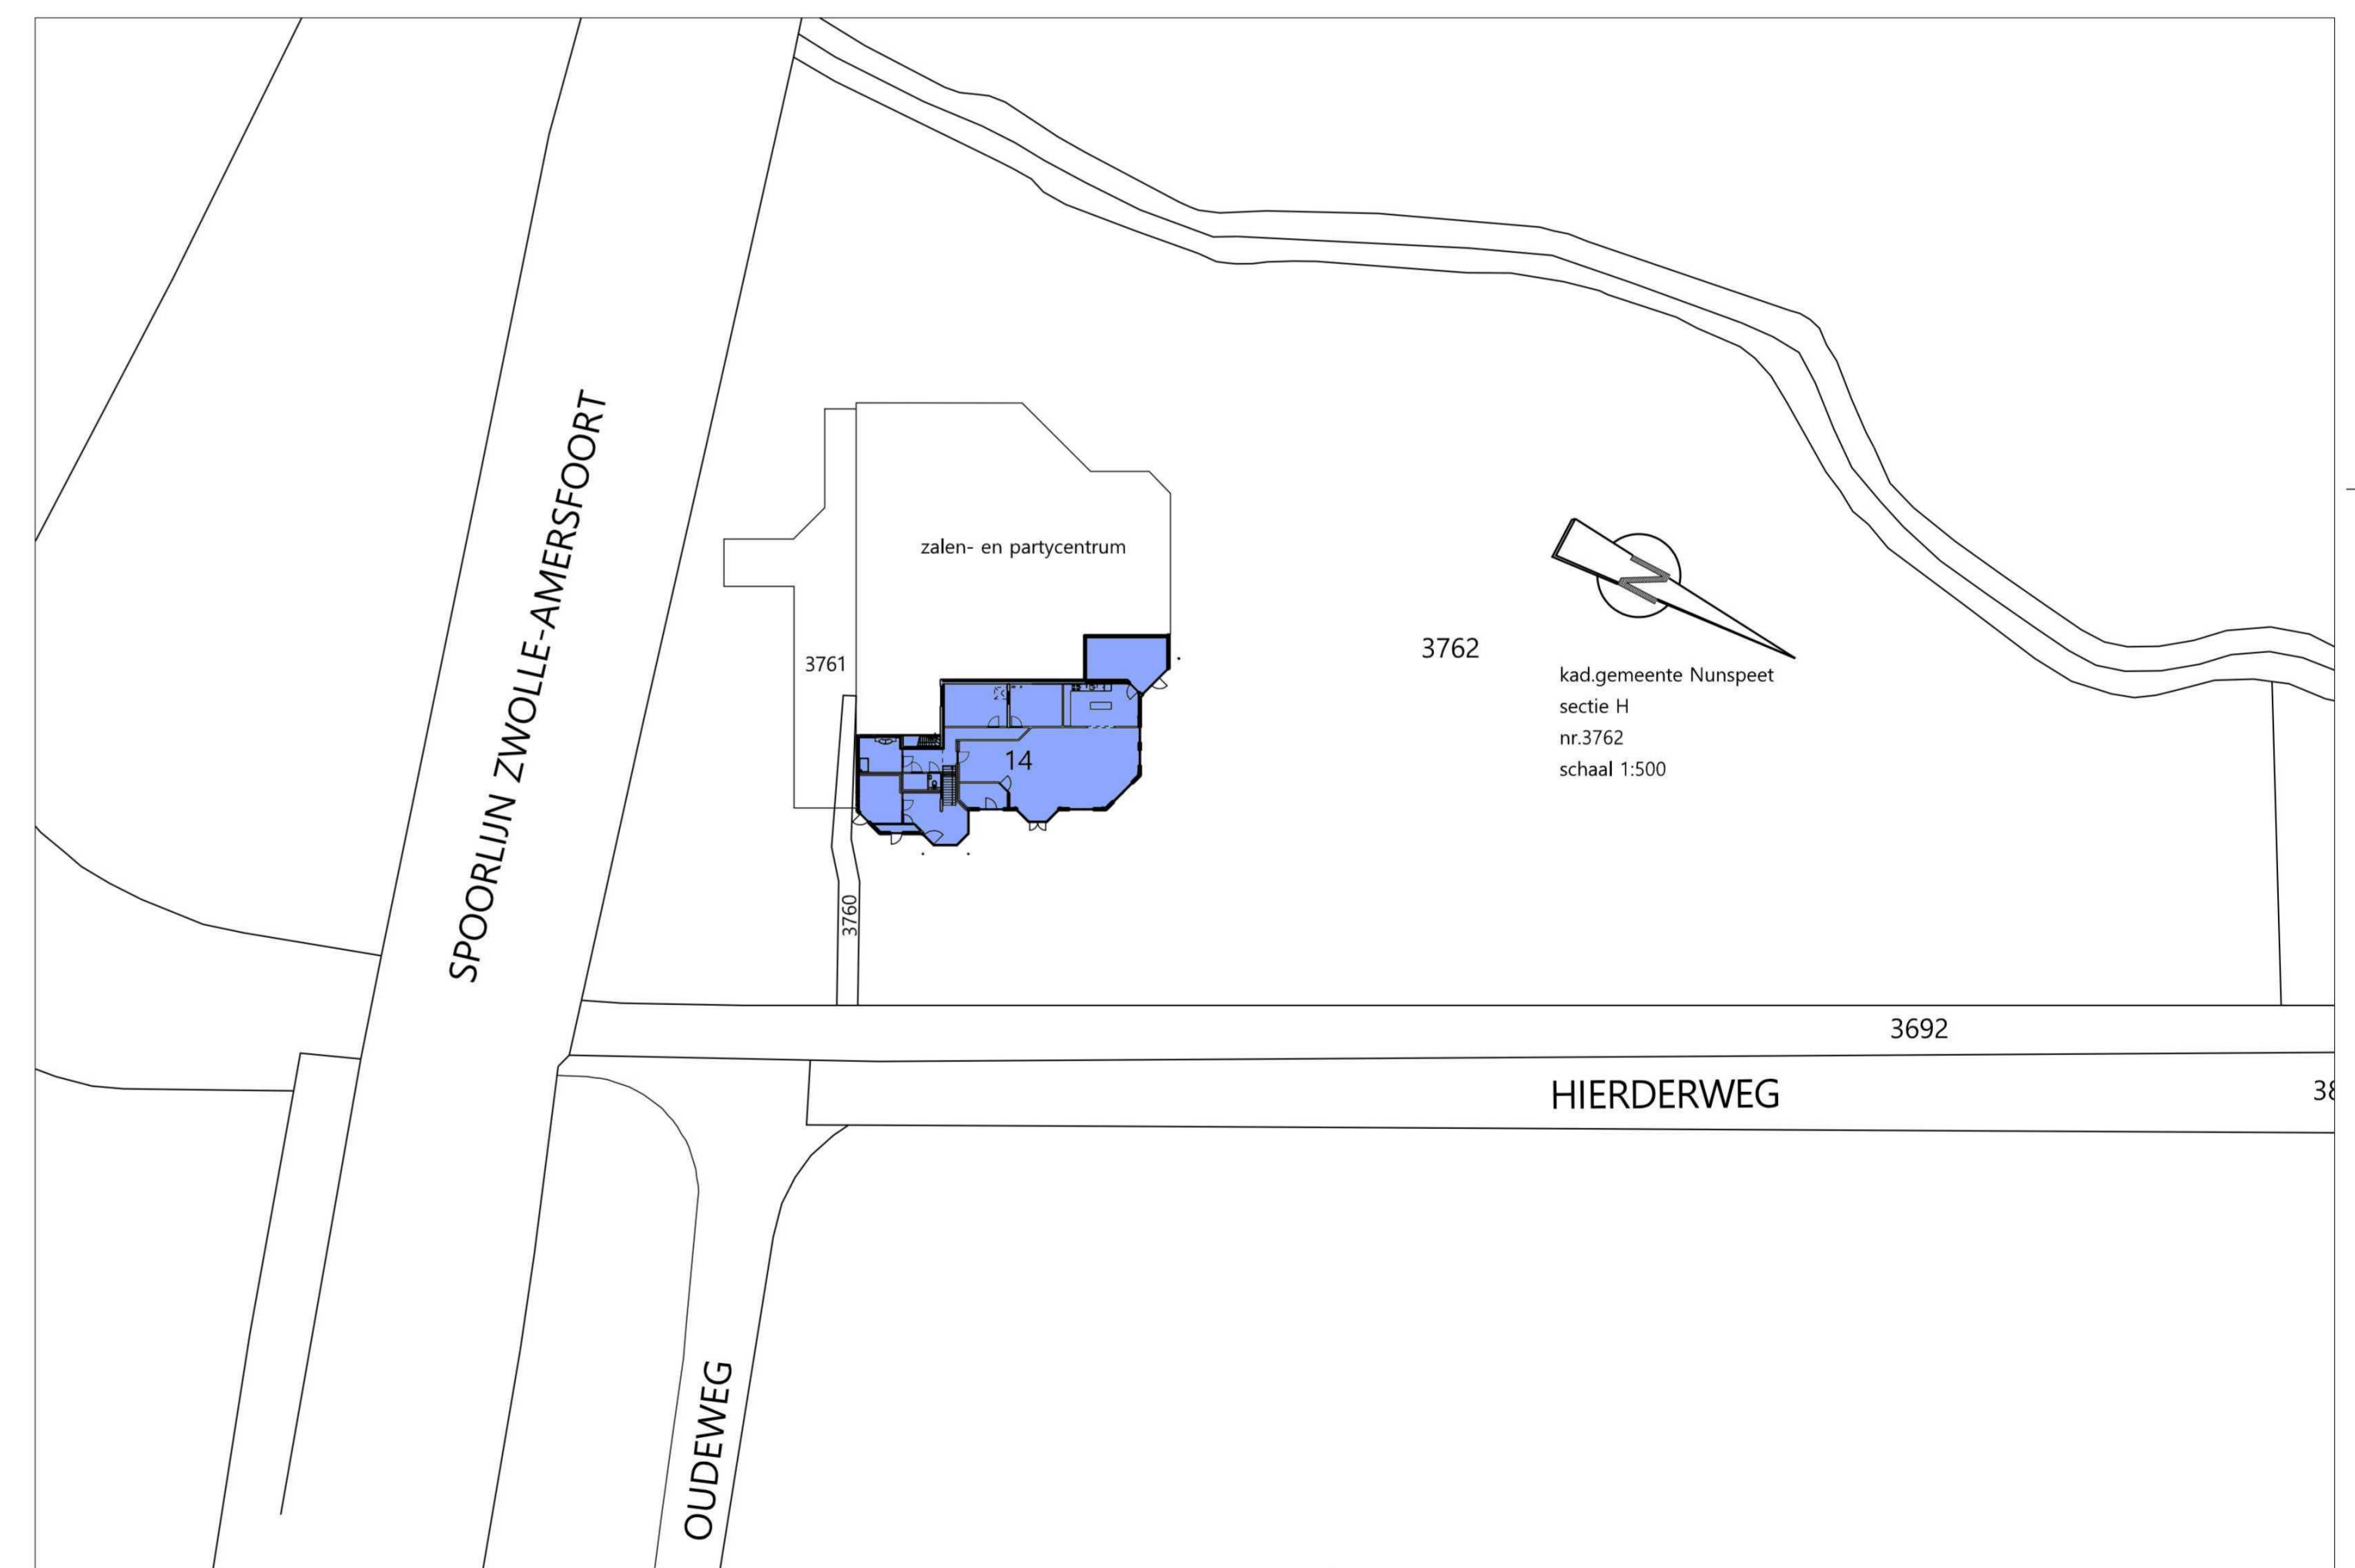 SPOORLIJN ZWOLLE-AMERSFOORT
zalen- en partycentrum
3761
3762
kad.gemeente Nunspeet
sectie H
nr.3762
schaal 1:500
14
3760
3692
HIERDERWEG
OUDEWEG